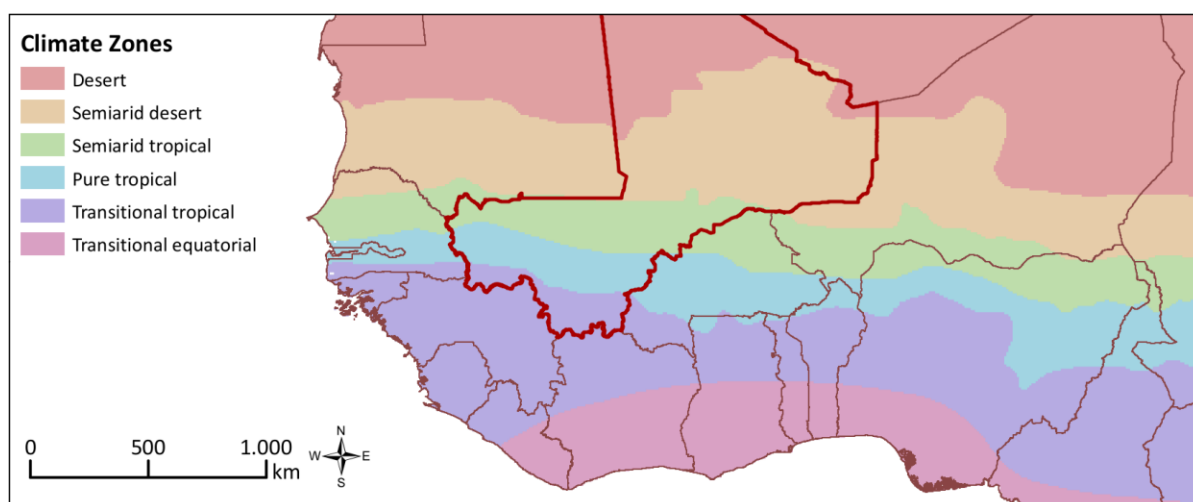 Climate Zones
Desert
Semiarid desert
Semiarid tropical
Pure tropical
Transitional tropical
Transitional equatorial
0 500 1.000
km
N
W E
S